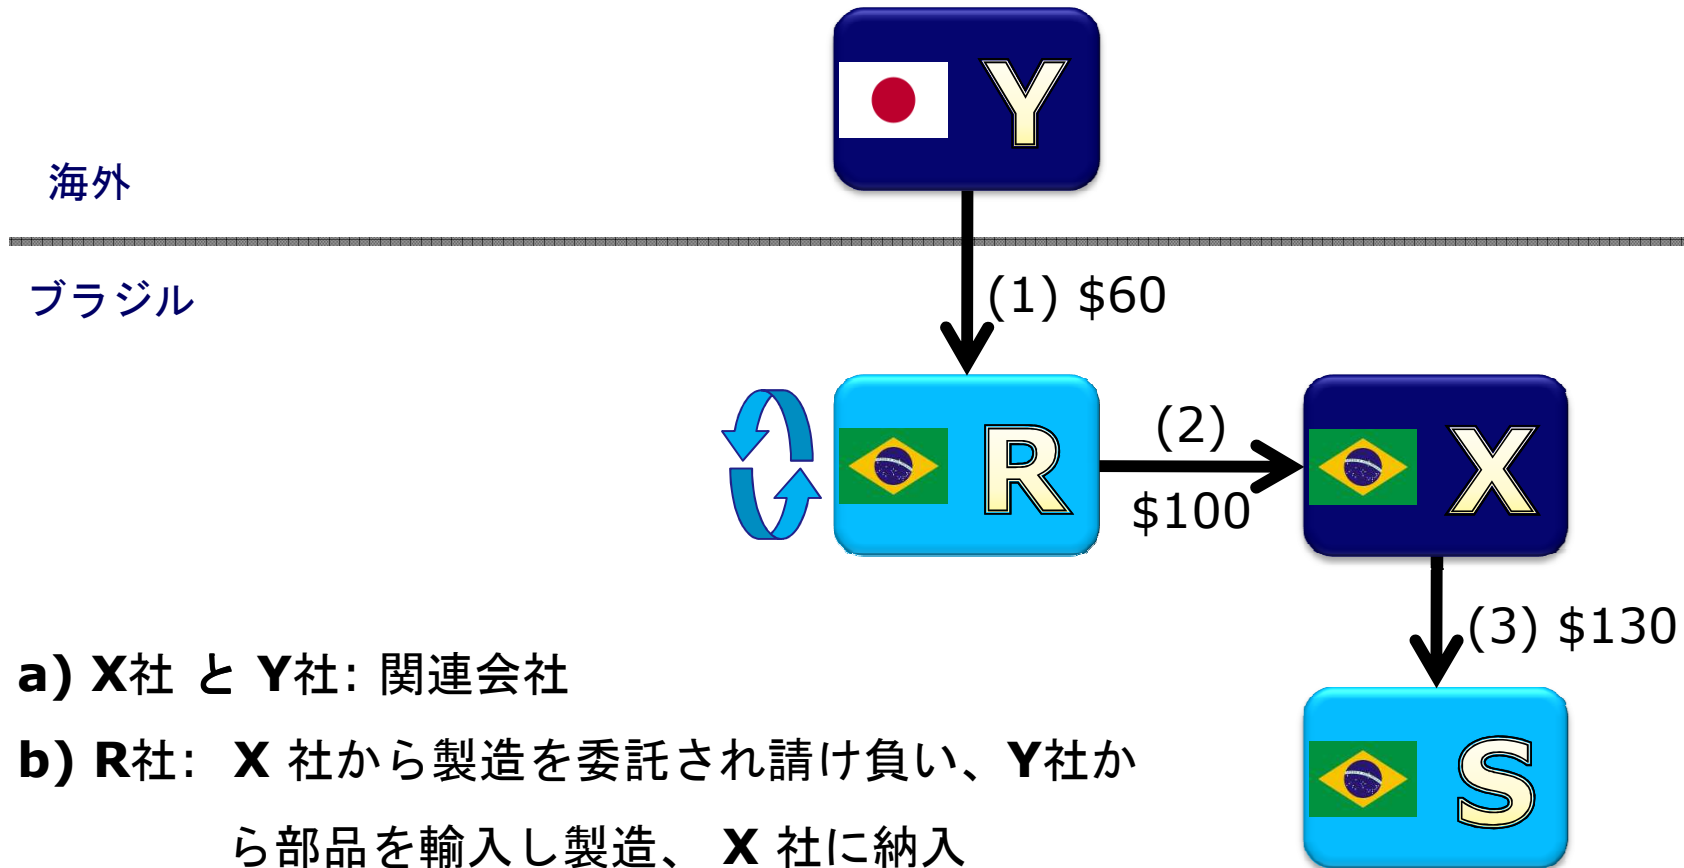 Y
海外
ブラジル
(1) $60
R
(2)
$100
X
(3) $130
S
a) X社 と Y社: 関連会社
b) R社: X 社から製造を委託され請け負い、Y社か
ら部品を輸入し製造、 X 社に納入